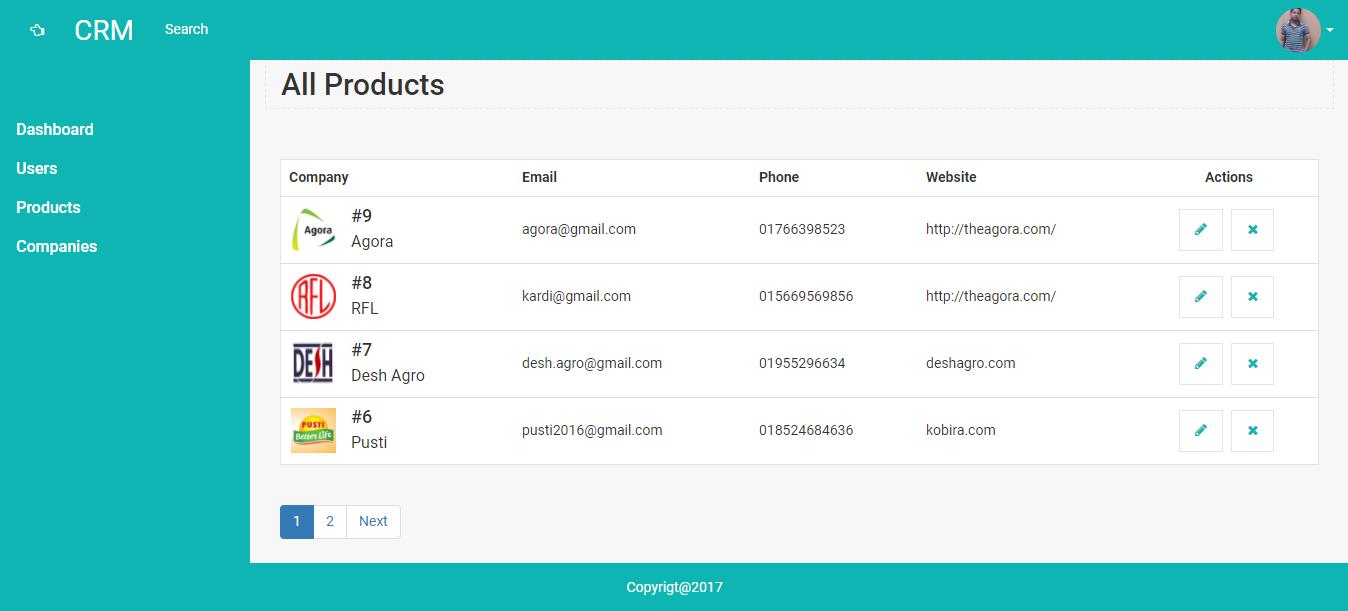 CRM Search
Dashboard
Users
Products
Companies
All Products
Company Email Phone Website Actions
Agora
#9
Agora
agora@gmail.com 01766398523 http://theagora.com/
RFL
#8
RFL
kardi@gmail.com 015669569856 http://theagora.com/
DESH
#7
Desh Agro
desh.agro@gmail.com 01955296634 deshagro.com
PUSTI
Betters Life
#6
Pusti
pusti2016@gmail.com 018524684636 kobira.com
1 2 Next
Copyrigt@2017